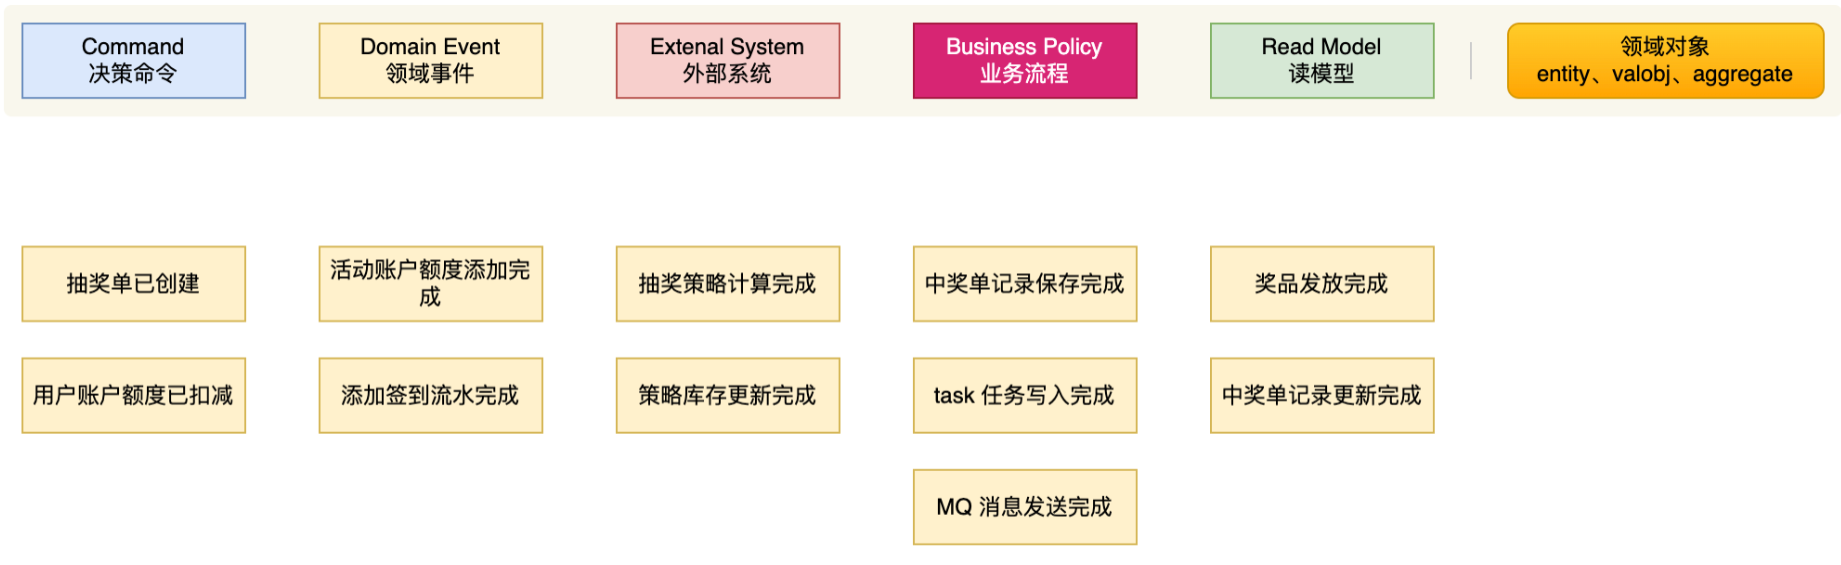 Command
决策命令
Domain Event
领域事件
Extenal System
外部系统
Business Policy
业务流程
Read Model
读模型
领域对象
entity、valobj、aggregate
抽奖单已创建
活动账户额度添加完
成
抽奖策略计算完成
中奖单记录保存完成
奖品发放完成
用户账户额度已扣减
添加签到流水完成
策略库存更新完成
task 任务写入完成
中奖单记录更新完成
MQ 消息发送完成